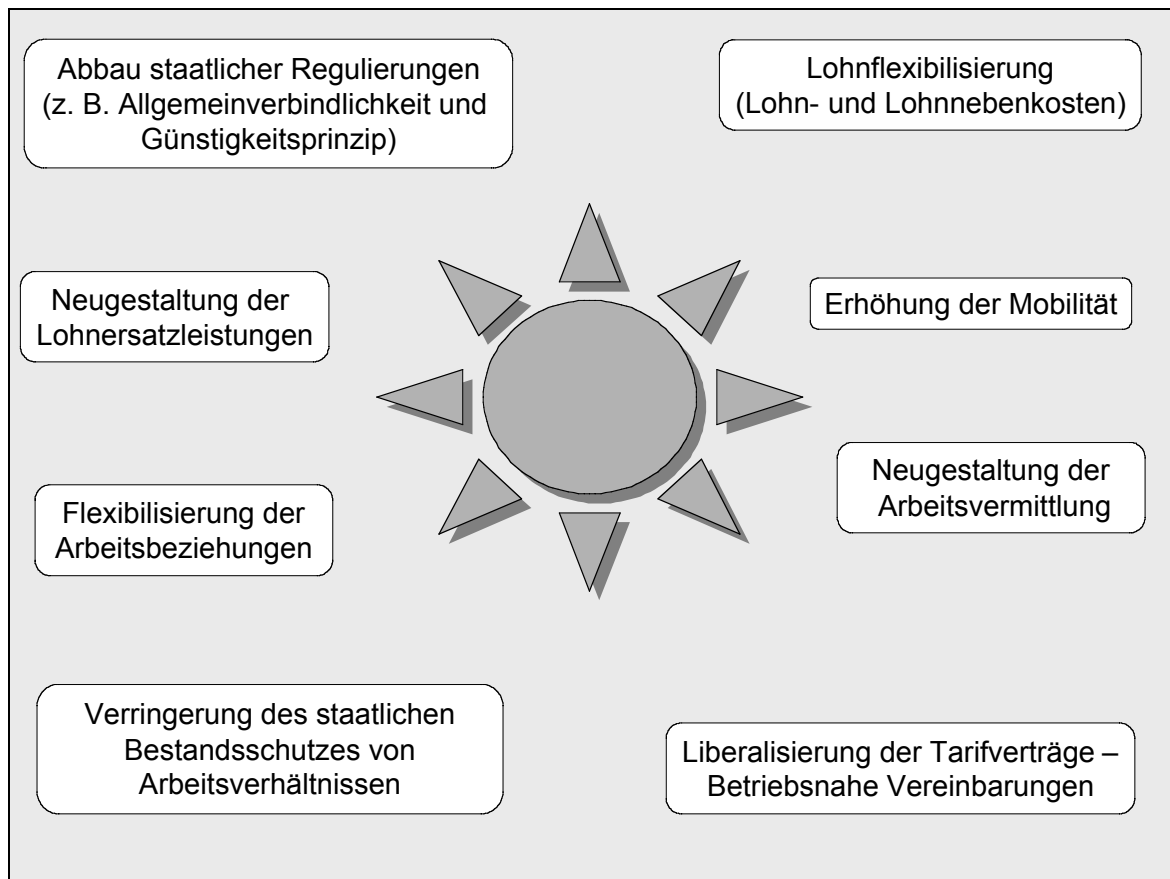 Abbau staatlicher Regulierungen
(z. B. Allgemeinverbindlichkeit und
Günstigkeitsprinzip)
Lohnflexibilisierung
(Lohn- und Lohnnebenkosten)
Neugestaltung der
Lohnersatzleistungen
Erhöhung der Mobilität
Flexibilisierung der
Arbeitsbeziehungen
Neugestaltung der
Arbeitsvermittlung
Verringerung des staatlichen
Bestandsschutzes von
Arbeitsverhältnissen
Liberalisierung der Tarifverträge –
Betriebsnahe Vereinbarungen